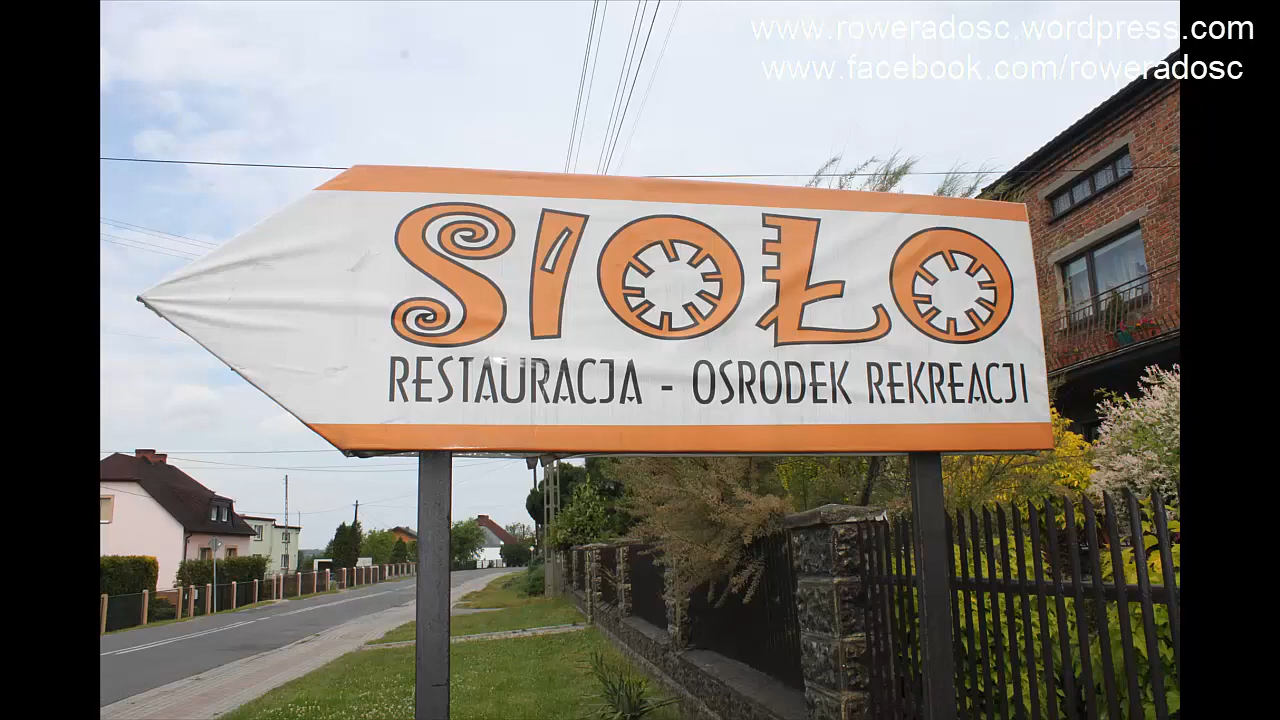 www.roweradosc.wordpress.com
www.facebook.com/roweradosc
SIOŁO
RESTAURACJA - OSRODEK REKREACJI